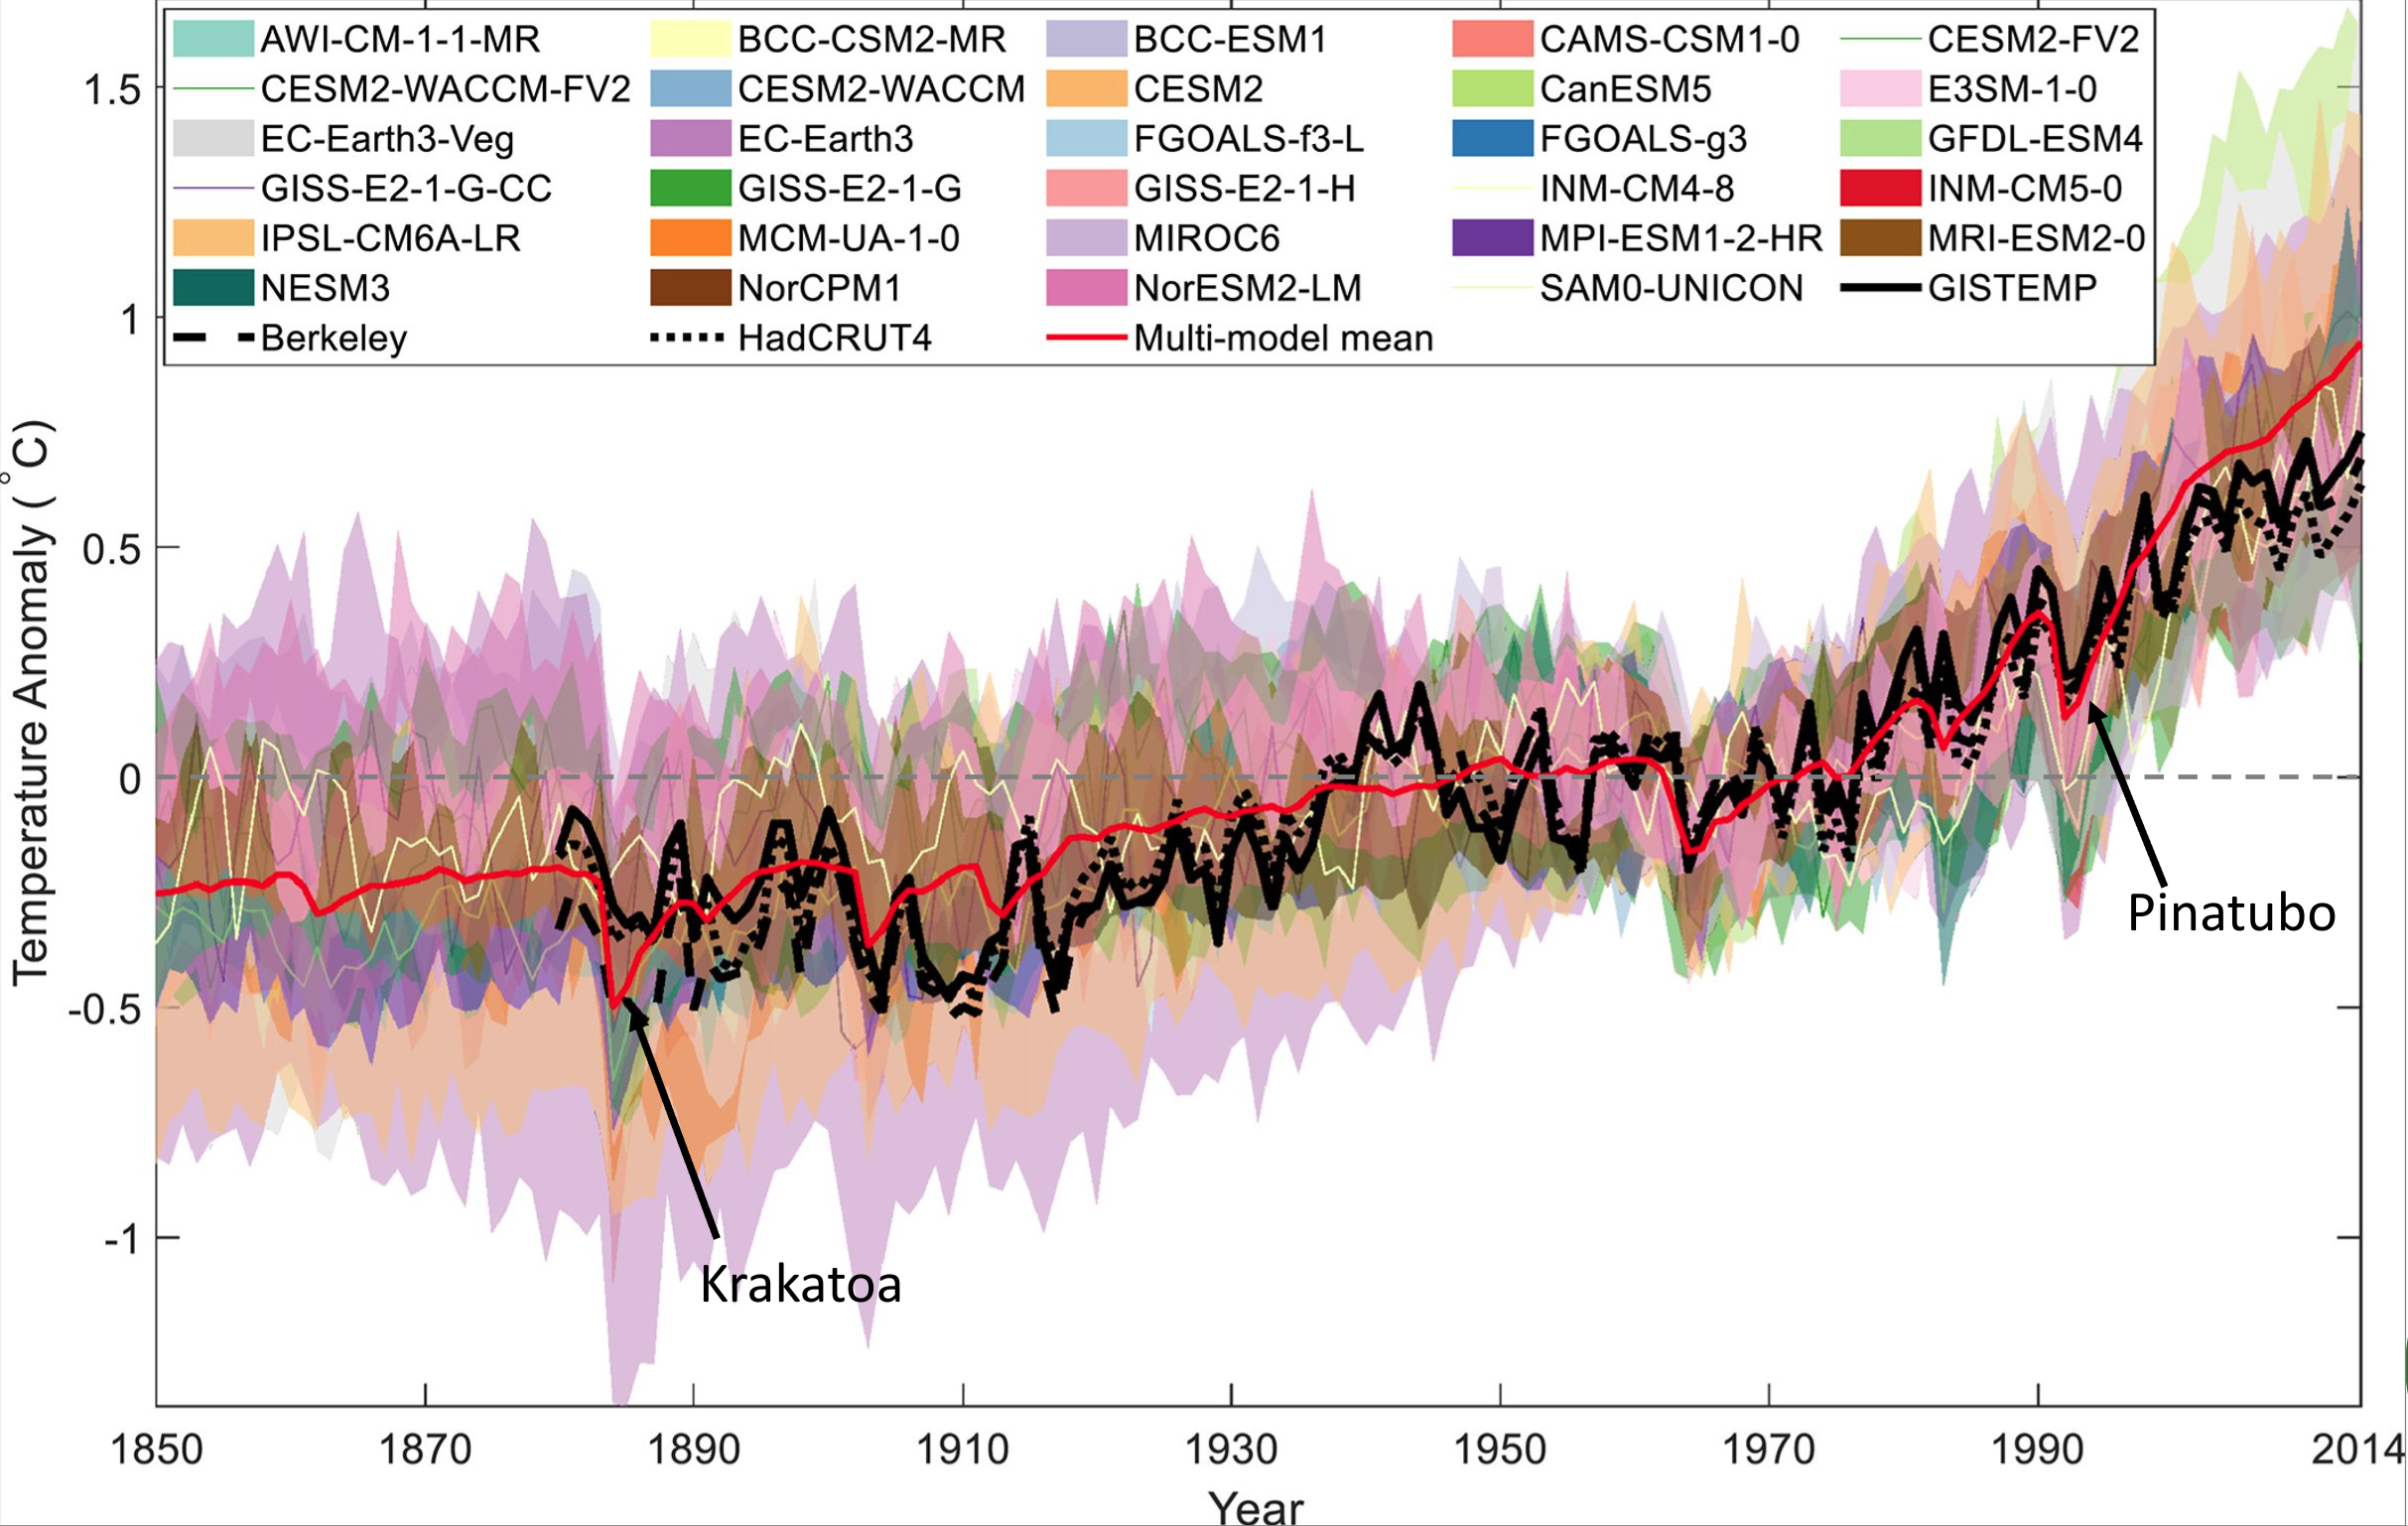 AWI-CM-1-1-MR BCC-CSM2-MR BCC-ESM1 CAMS-CSM1-0 CESM2-FV2
CESM2-WACCM-FV2 CESM2-WACCM CESM2 CanESM5 E3SM-1-0
EC-Earth3-Veg EC-Earth3 FGOALS-f3-L FGOALS-g3 GFDL-ESM4
GISS-E2-1-G-CC GISS-E2-1-G GISS-E2-1-H INM-CM4-8 INM-CM5-0
IPSL-CM6A-LR MCM-UA-1-0 MIROC6 MPI-ESM1-2-HR MRI-ESM2-0
NESM3 NorCPM1 NorESM2-LM SAM0-UNICON GISTEMP
Berkeley HadCRUT4 Multi-model mean
1.5
1
0.5
0
-0.5
-1
Temperature Anomaly (°C)
Pinatubo
Krakatoa
1850 1870 1890 1910 1930 1950 1970 1990 2014
Year